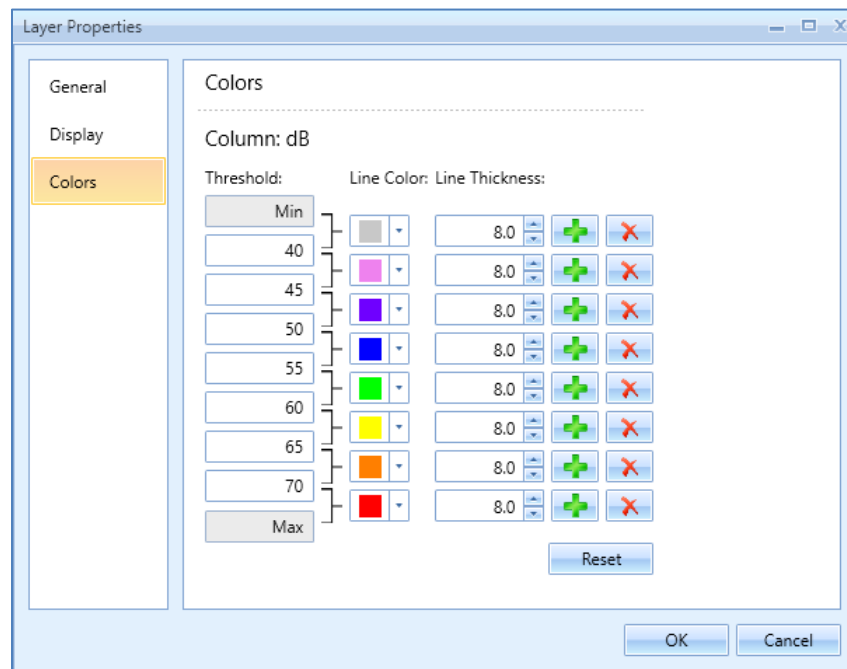 Layer Properties
General
Display
Colors
Colors
Column: dB
Threshold: Line Color: Line Thickness:
Min
8.0
40
8.0
45
8.0
50
8.0
55
8.0
60
8.0
65
8.0
70
8.0
Max
Reset
OK Cancel